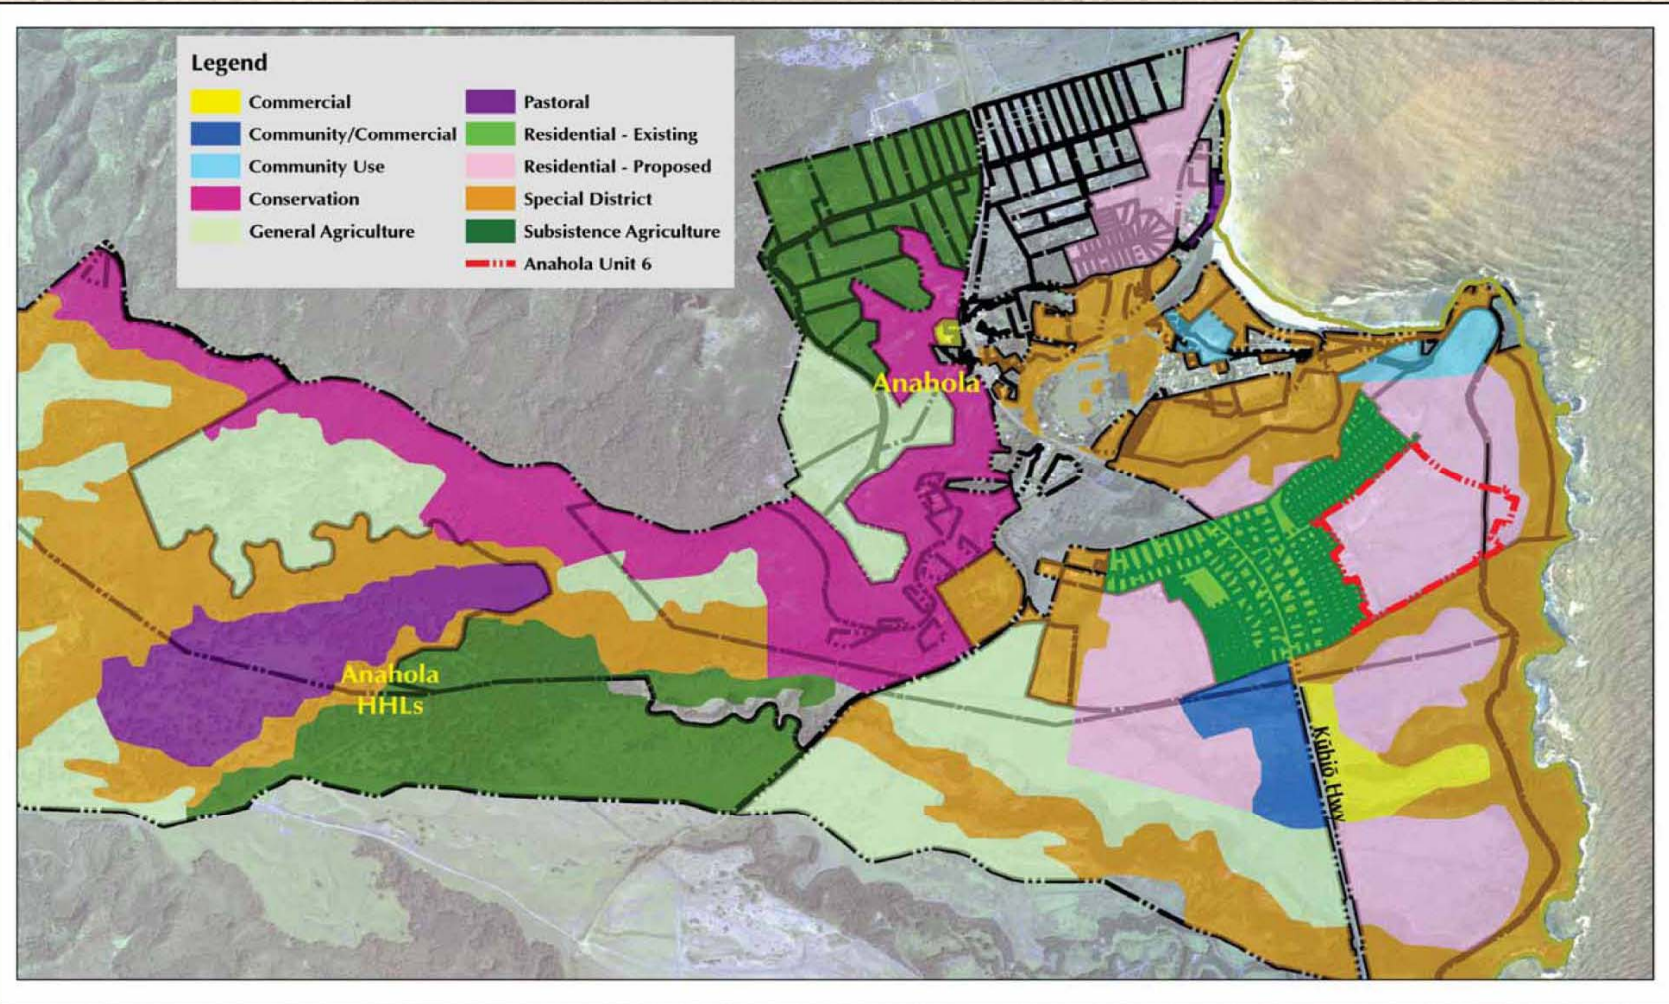 Legend
Commercial
Community/Commercial
Community Use
Conservation
General Agriculture
Pastoral
Residential - Existing
Residential - Proposed
Special District
Subsistence Agriculture
Anahola Unit 6
Anahola
Anahola
HHLs
Kūhiō Hwy